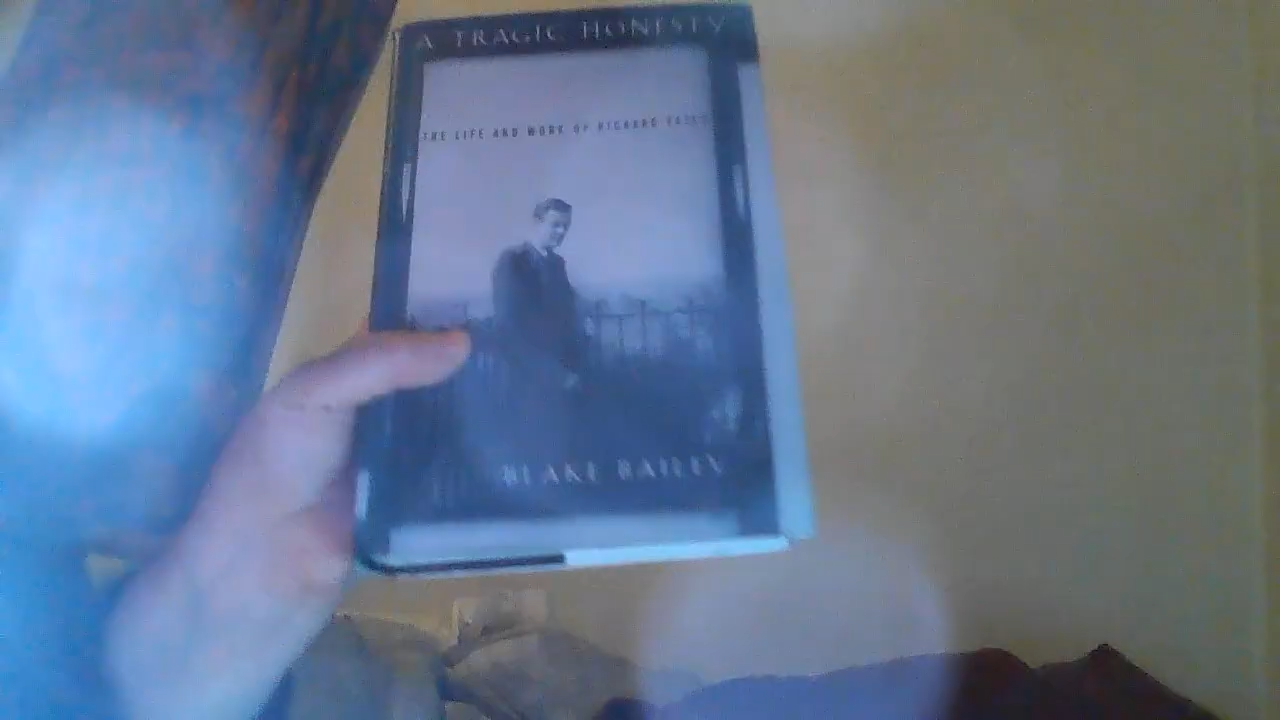 A TRAGIC HONESTY
THE LIFE AND WORK OF RICHARD YATES
BLAKE BAILEY